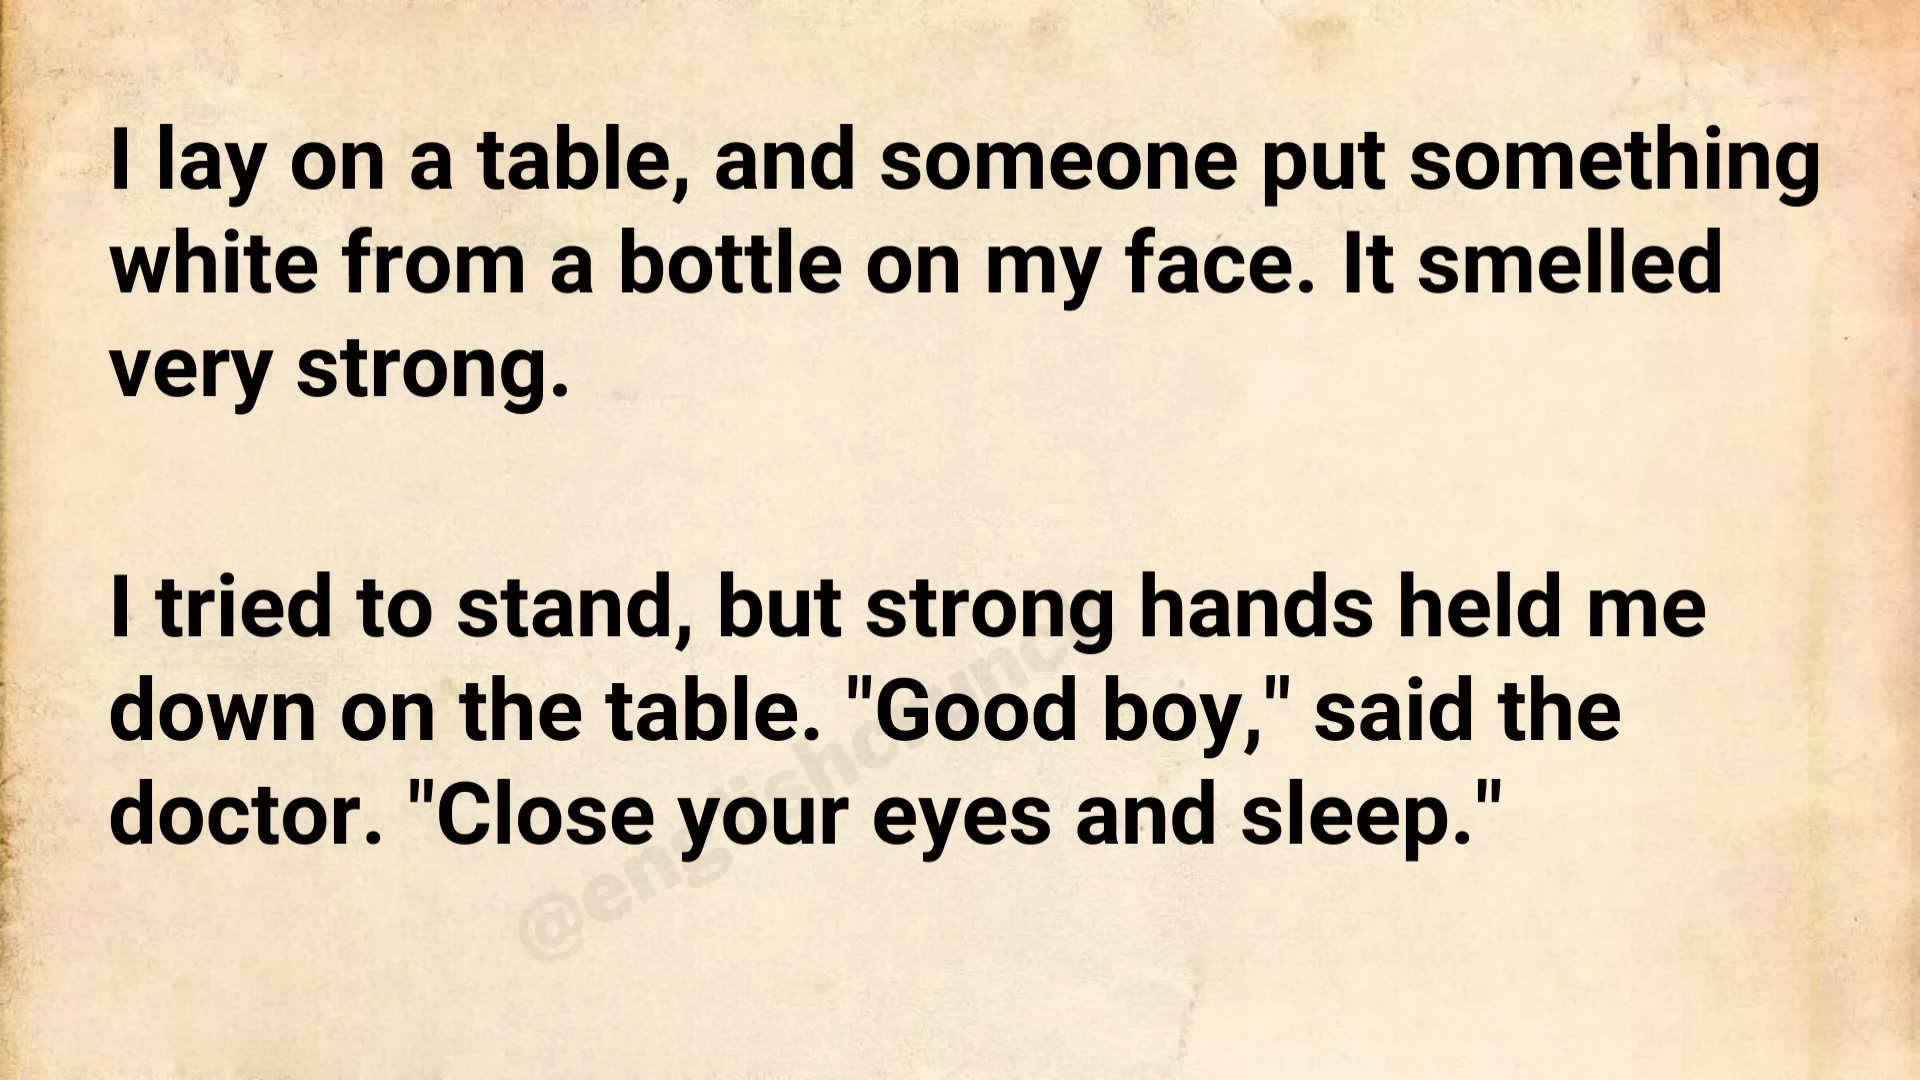 I lay on a table, and someone put something
white from a bottle on my face. It smelled
very strong.
I tried to stand, but strong hands held me
down on the table. "Good boy," said the
doctor. "Close your eyes and sleep."